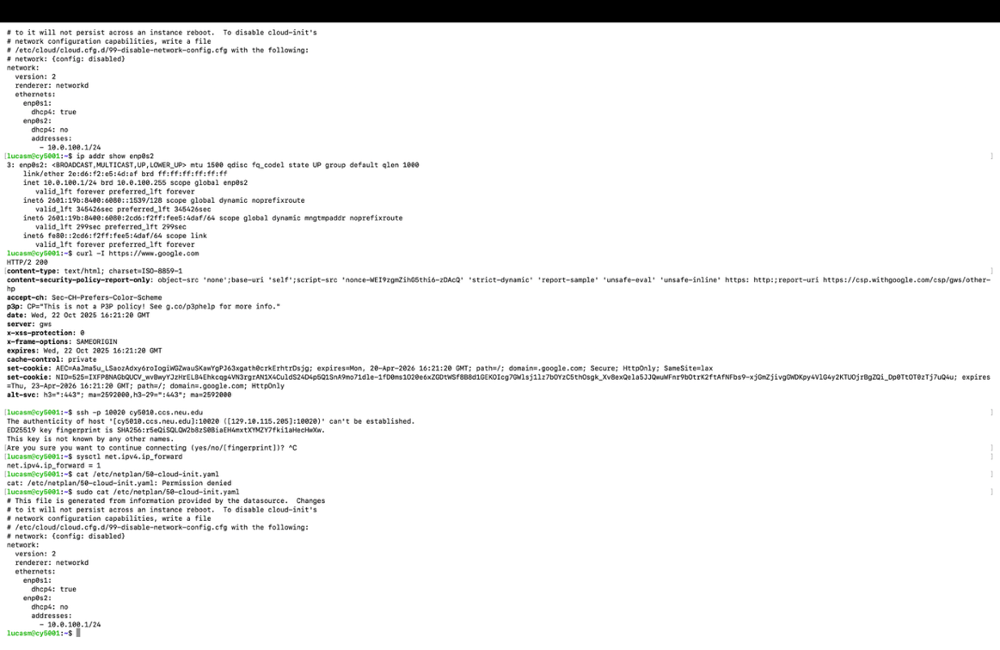 # to it will not persist across an instance reboot.  To disable cloud-init's
# network configuration capabilities, write a file
# /etc/cloud/cloud.cfg.d/99-disable-network-config.cfg with the following:
# network: {config: disabled}
network:
  version: 2
  renderer: networkd
  ethernets:
    enp0s1:
      dhcp4: true
    enp0s2:
      dhcp4: no
      addresses:
        - 10.0.100.1/24
[lucasm@cy5001:~$ ip addr show enp0s2 ]
3: enp0s2: <BROADCAST,MULTICAST,UP,LOWER_UP> mtu 1500 qdisc fq_codel state UP group default qlen 1000
    link/ether 2e:d6:f2:e5:4d:af brd ff:ff:ff:ff:ff:ff
    inet 10.0.100.1/24 brd 10.0.100.255 scope global enp0s2
       valid_lft forever preferred_lft forever
    inet6 2601:19b:8400:6080::1539/128 scope global dynamic noprefixroute
       valid_lft 345426sec preferred_lft 345426sec
    inet6 2601:19b:8400:6080:2cd6:f2ff:fee5:4daf/64 scope global dynamic mngtmpaddr noprefixroute
       valid_lft 299sec preferred_lft 299sec
    inet6 fe80::2cd6:f2ff:fee5:4daf/64 scope link
       valid_lft forever preferred_lft forever
lucasm@cy5001:~$ curl -I https://www.google.com
HTTP/2 200
[content-type: text/html; charset=ISO-8859-1 ]
content-security-policy-report-only: object-src 'none';base-uri 'self';script-src 'nonce-WEI9zgmZihG5thi6-zDAcQ' 'strict-dynamic' 'report-sample' 'unsafe-eval' 'unsafe-inline' https: http:;report-uri https://csp.withgoogle.com/csp/gws/other-
hp
accept-ch: Sec-CH-Prefers-Color-Scheme
p3p: CP="This is not a P3P policy! See g.co/p3phelp for more info."
date: Wed, 22 Oct 2025 16:21:20 GMT
server: gws
x-xss-protection: 0
x-frame-options: SAMEORIGIN
expires: Wed, 22 Oct 2025 16:21:20 GMT
cache-control: private
set-cookie: expires=Mon, 20-Apr-2026 16:21:20 GMT; path=/; domain=.google.com; Secure; HttpOnly; SameSite=lax
set-cookie: expires
=Thu, 23-Apr-2026 16:21:20 GMT; path=/; domain=.google.com; HttpOnly
alt-svc: h3=":443"; ma=2592000,h3-29=":443"; ma=2592000
[lucasm@cy5001:~$ ssh -p 10020 cy5010.ccs.neu.edu ]
The authenticity of host '[cy5010.ccs.neu.edu]:10020 ([129.10.115.205]:10020)' can't be established.
ED25519 key fingerprint is
This key is not known by any other names.
[Are you sure you want to continue connecting (yes/no/[fingerprint])? ^C ]
[lucasm@cy5001:~$ sysctl net.ipv4.ip_forward ]
net.ipv4.ip_forward = 1
[lucasm@cy5001:~$ cat /etc/netplan/50-cloud-init.yaml ]
cat: /etc/netplan/50-cloud-init.yaml: Permission denied
[lucasm@cy5001:~$ sudo cat /etc/netplan/50-cloud-init.yaml ]
# This file is generated from information provided by the datasource.  Changes
# to it will not persist across an instance reboot.  To disable cloud-init's
# network configuration capabilities, write a file
# /etc/cloud/cloud.cfg.d/99-disable-network-config.cfg with the following:
# network: {config: disabled}
network:
  version: 2
  renderer: networkd
  ethernets:
    enp0s1:
      dhcp4: true
    enp0s2:
      dhcp4: no
      addresses:
        - 10.0.100.1/24
lucasm@cy5001:~$